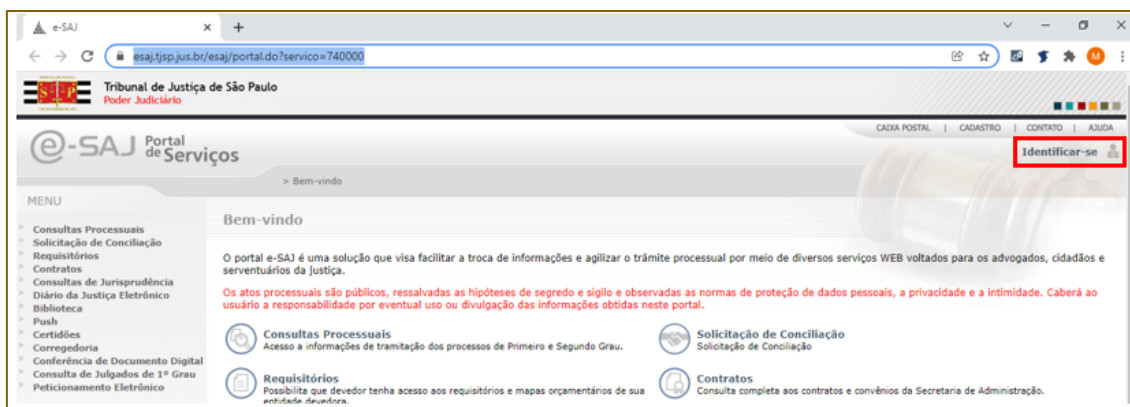 e-SAJ
esaj.tjsp.jus.br/esaj/portal.do?servico=740000
M
S P
Tribunal de Justiça de São Paulo
Poder Judiciário
CAIXA POSTAL | CADASTRO | CONTATO | AJUDA
e-SAJ Portal de Serviços
Identificar-se
> Bem-vindo
MENU
Consultas Processuais
Solicitação de Conciliação
Requisitórios
Contratos
Consultas de Jurisprudência
Diário da Justiça Eletrônico
Biblioteca
Push
Certidões
Corregedoria
Conferência de Documento Digital
Consulta de Julgados de 1º Grau
Peticionamento Eletrônico
Bem-vindo
O portal e-SAJ é uma solução que visa facilitar a troca de informações e agilizar o trâmite processual por meio de diversos serviços WEB voltados para os advogados, cidadãos e
serventuários da justiça.
Os atos processuais são públicos, ressalvadas as hipóteses de segredo e sigilo e observadas as normas de proteção de dados pessoais, a privacidade e a intimidade. Caberá ao
usuário a responsabilidade por eventual uso ou divulgação das informações obtidas neste portal.
Consultas Processuais
Acesso a informações de tramitação dos processos de Primeiro e Segundo Grau.
Solicitação de Conciliação
Solicitação de Conciliação
Requisitórios
Possibilita que devedor tenha acesso aos requisitórios e mapas orçamentários de sua
entidade devedora.
Contratos
Consulta completa aos contratos e convênios da Secretaria de Administração.